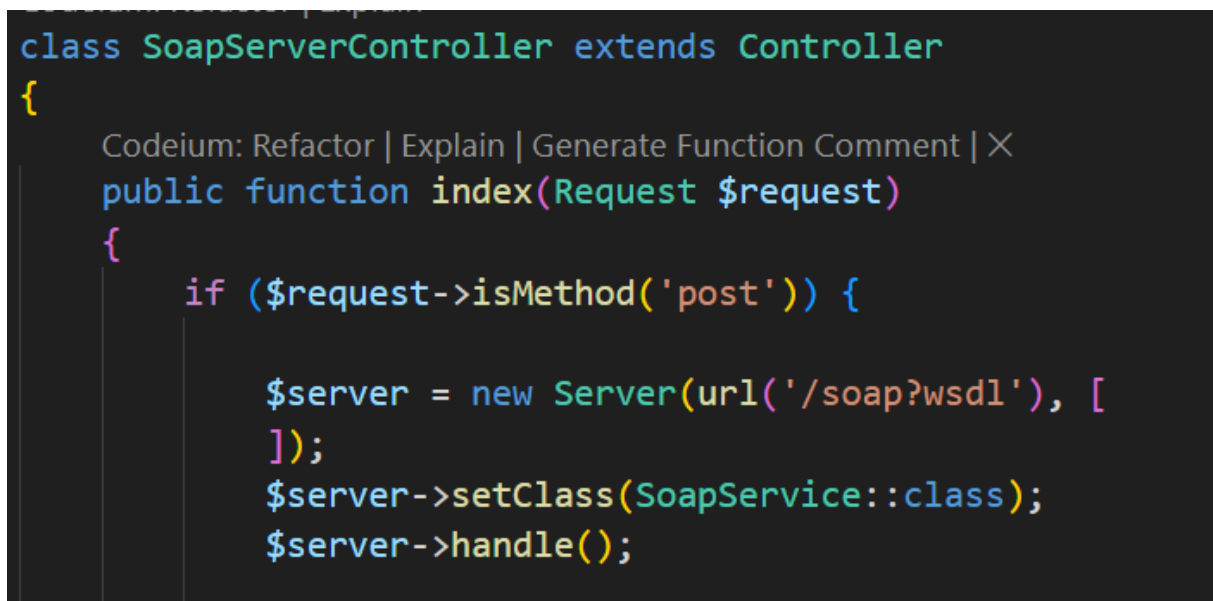 class SoapServerController extends Controller
{
Codeium: Refactor | Explain | Generate Function Comment | ×
public function index(Request $request)
{
if ($request->isMethod('post')) {
$server = new Server(url('/soap?wsdl'), [
]);
$server->setClass(SoapService::class);
$server->handle();